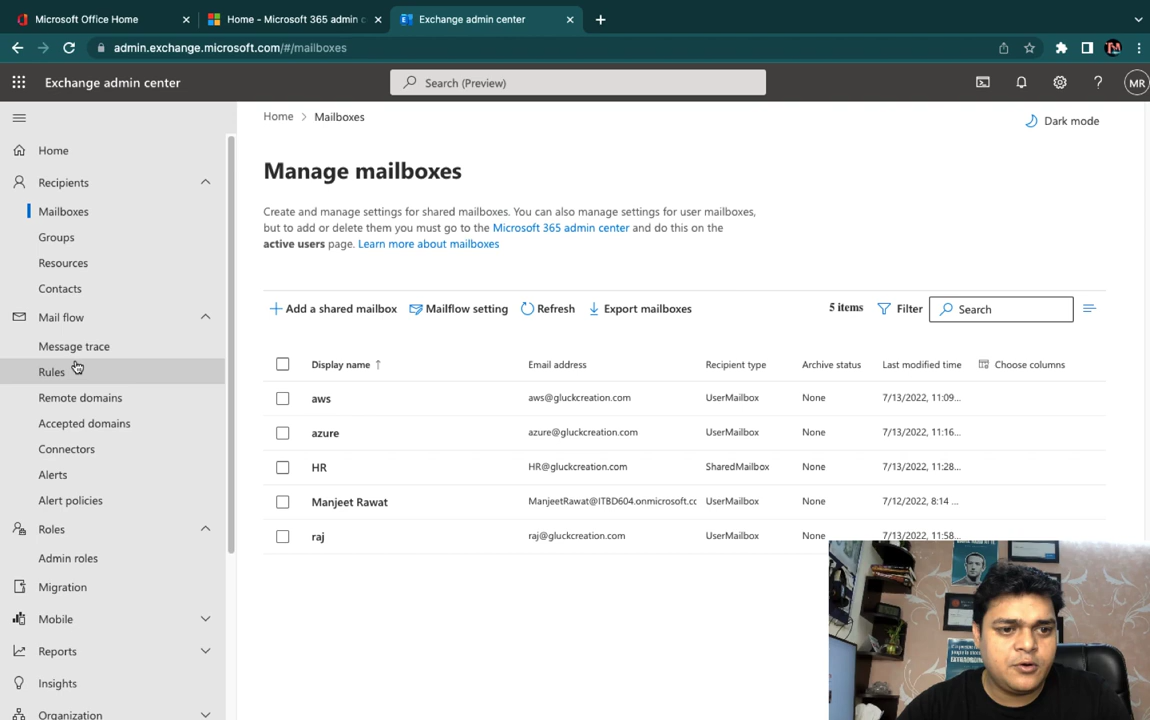 Microsoft Office Home
Home - Microsoft 365 admin c
Exchange admin center
admin.exchange.microsoft.com/#/mailboxes
Exchange admin center
Search (Preview)
MR
Home
Recipients
Mailboxes
Groups
Resources
Contacts
Mail flow
Message trace
Rules
Remote domains
Accepted domains
Connectors
Alerts
Alert policies
Roles
Admin roles
Migration
Mobile
Reports
Insights
Organization
Home > Mailboxes
Dark mode
Manage mailboxes
Create and manage settings for shared mailboxes. You can also manage settings for user mailboxes,
but to add or delete them you must go to the Microsoft 365 admin center and do this on the
active users page. Learn more about mailboxes
Add a shared mailbox
Mailflow setting
Refresh
Export mailboxes
5 items
Filter
Search
Display name ↑ Email address Recipient type Archive status Last modified time Choose columns
aws aws@gluckcreation.com UserMailbox None 7/13/2022, 11:09...
azure azure@gluckcreation.com UserMailbox None 7/13/2022, 11:16...
HR HR@gluckcreation.com SharedMailbox None 7/13/2022, 11:28...
Manjeet Rawat ManjeetRawat@ITBD604.onmicrosoft.cc UserMailbox None 7/12/2022, 8:14 ...
raj raj@gluckcreation.com UserMailbox None 7/13/2022, 11:58...